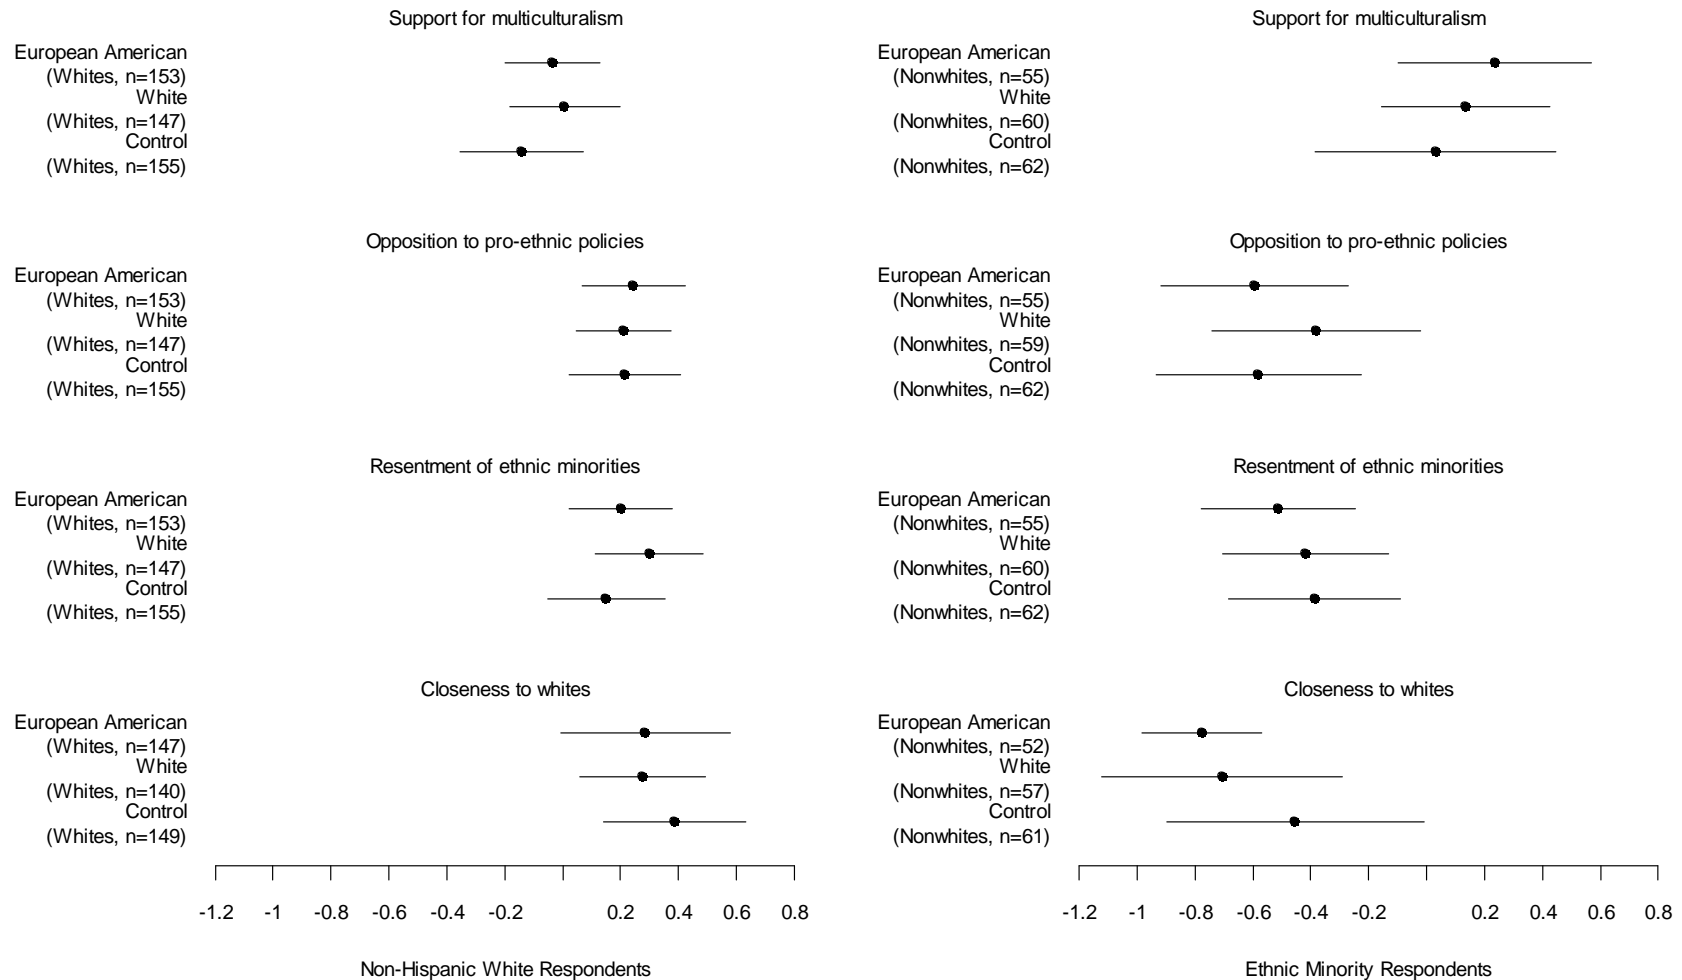 Support for multiculturalism
European American
(Whites, n=153)
White
(Whites, n=147)
Control
(Whites, n=155)
Opposition to pro-ethnic policies
European American
(Whites, n=153)
White
(Whites, n=147)
Control
(Whites, n=155)
Resentment of ethnic minorities
European American
(Whites, n=153)
White
(Whites, n=147)
Control
(Whites, n=155)
Closeness to whites
European American
(Whites, n=147)
White
(Whites, n=140)
Control
(Whites, n=149)
-1.2 -1 -0.8 -0.6 -0.4 -0.2 0.2 0.4 0.6 0.8
Non-Hispanic White Respondents
Support for multiculturalism
European American
(Nonwhites, n=55)
White
(Nonwhites, n=60)
Control
(Nonwhites, n=62)
Opposition to pro-ethnic policies
European American
(Nonwhites, n=55)
White
(Nonwhites, n=59)
Control
(Nonwhites, n=62)
Resentment of ethnic minorities
European American
(Nonwhites, n=55)
White
(Nonwhites, n=60)
Control
(Nonwhites, n=62)
Closeness to whites
European American
(Nonwhites, n=52)
White
(Nonwhites, n=57)
Control
(Nonwhites, n=61)
-1.2 -1 -0.8 -0.6 -0.4 -0.2 0.2 0.4 0.6 0.8
Ethnic Minority Respondents